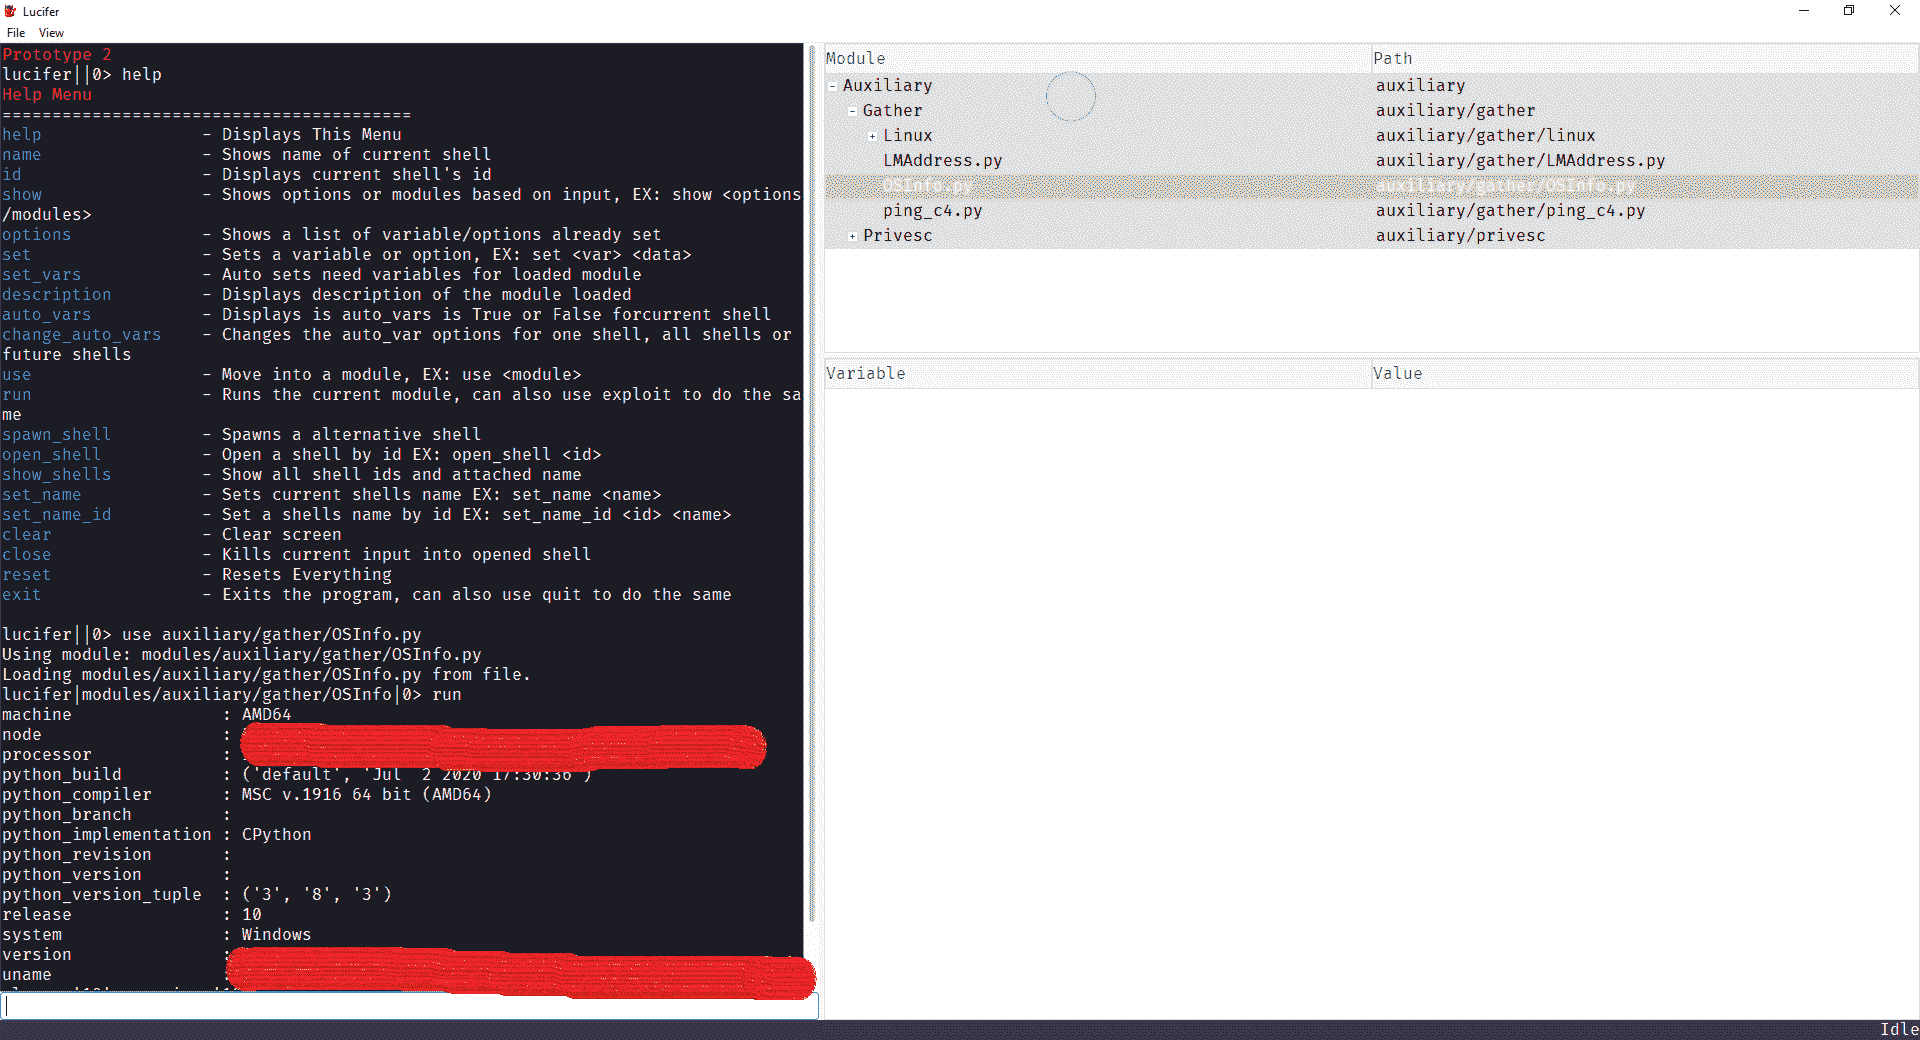 Lucifer
File View
Prototype 2
lucifer||0> help
Help Menu
=========================================
help - Displays This Menu
name - Shows name of current shell
id - Displays current shell's id
show - Shows options or modules based on input, EX: show <options
/modules>
options - Shows a list of variable/options already set
set - Sets a variable or option, EX: set <var> <data>
set_vars - Auto sets need variables for loaded module
description - Displays description of the module loaded
auto_vars - Displays is auto_vars is True or False forcurrent shell
change_auto_vars - Changes the auto_var options for one shell, all shells or
future shells
use - Move into a module, EX: use <module>
run - Runs the current module, can also use exploit to do the sa
me
spawn_shell - Spawns a alternative shell
open_shell - Open a shell by id EX: open_shell <id>
show_shells - Show all shell ids and attached name
set_name - Sets current shells name EX: set_name <name>
set_name_id - Set a shells name by id EX: set_name_id <id> <name>
clear - Clear screen
close - Kills current input into opened shell
reset - Resets Everything
exit - Exits the program, can also use quit to do the same
lucifer||0> use auxiliary/gather/OSInfo.py
Using module: modules/auxiliary/gather/OSInfo.py
Loading modules/auxiliary/gather/OSInfo.py from file.
lucifer|modules/auxiliary/gather/OSInfo|0> run
machine : AMD64
node :
processor :
python_build : ('default', 'Jul  2 2020 17:30:36')
python_compiler : MSC v.1916 64 bit (AMD64)
python_branch :
python_implementation : CPython
python_revision :
python_version :
python_version_tuple : ('3', '8', '3')
release : 10
system : Windows
version :
uname
Module Path
Auxiliary auxiliary
Gather auxiliary/gather
Linux auxiliary/gather/linux
LMAddress.py auxiliary/gather/LMAddress.py
OSInfo.py auxiliary/gather/OSInfo.py
ping_c4.py auxiliary/gather/ping_c4.py
Privesc auxiliary/privesc
Variable Value
Idle